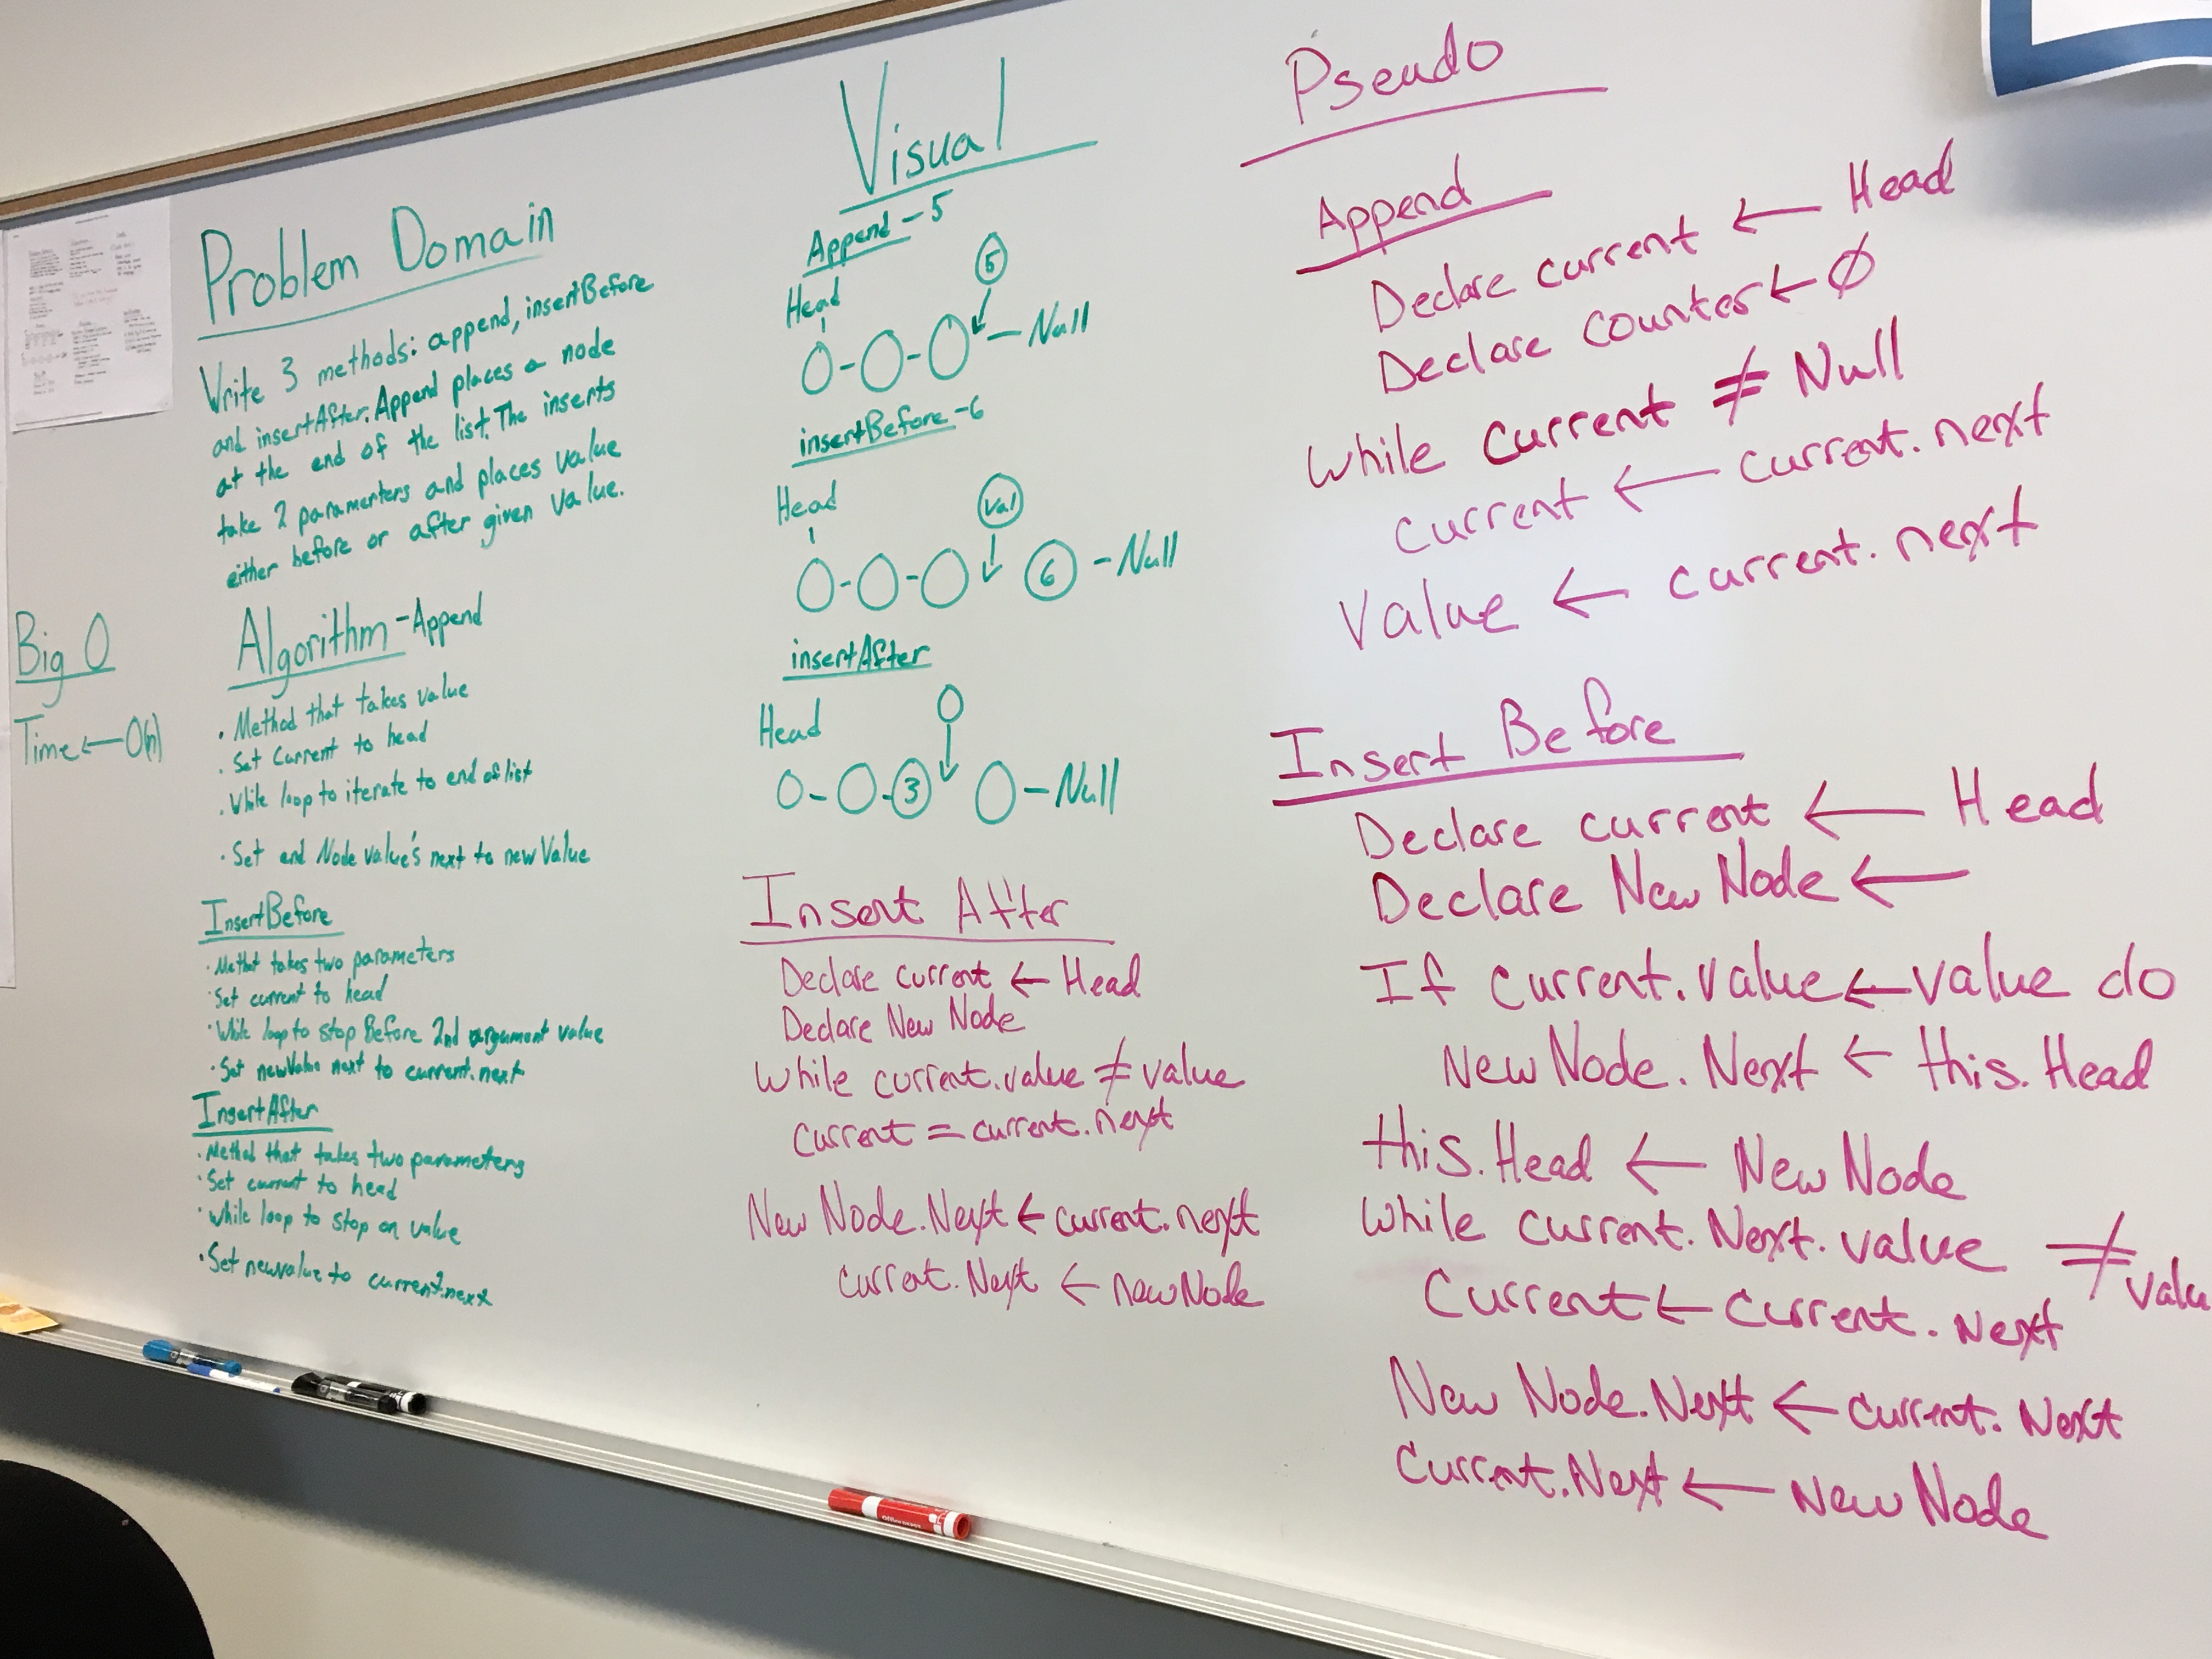 Big O
Time ← O(n)
Problem Domain
Write 3 methods: append, insertBefore
and insertAfter. Append places a node
at the end of the list. The inserts
take 2 paramerters and places value
either before or after given value.
Algorithm - Append
· Method that takes value
· Set Current to head
· While loop to iterate to end of list
· Set end Node value's next to new Value
InsertBefore
· Methat takes two parameters
· Set current to head
· While loop to stop Before 2nd argument value
· Set newValue next to current.next
InsertAfter
· Method that takes two parameters
· Set current to head
· While loop to stop on value
· Set newvalue to current.next
Visual
Append - 5
Head
5
Null
insertBefore - 6
Head
Val
6 - Null
insertAfter
Head
3
Null
Insert After
Declare current ← Head
Declare New Node
While current.value ≠ value
Current = current.next
New Node.Next ← current.next
Current.Next ← newNode
Pseudo
Append
Declare current ← Head
Declare counter ← Ø
While Current ≠ Null
Current ← current.next
Value ← current.next
Insert Before
Declare current ← Head
Declare New Node ←
If current.value ← value do
New Node.Next ← this.Head
this.Head ← New Node
While current.Next.value ≠ valu
Current ← current.Next
New Node.Next ← current.Next
Current.Next ← New Node